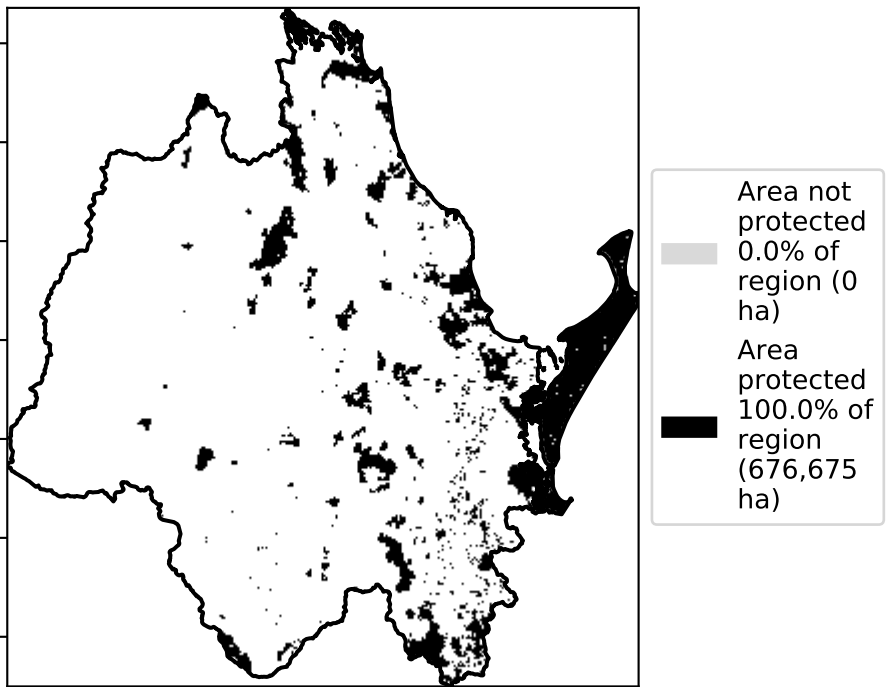 Area not
protected
0.0% of
region (0
ha)
Area
protected
100.0% of
region
(676,675
ha)